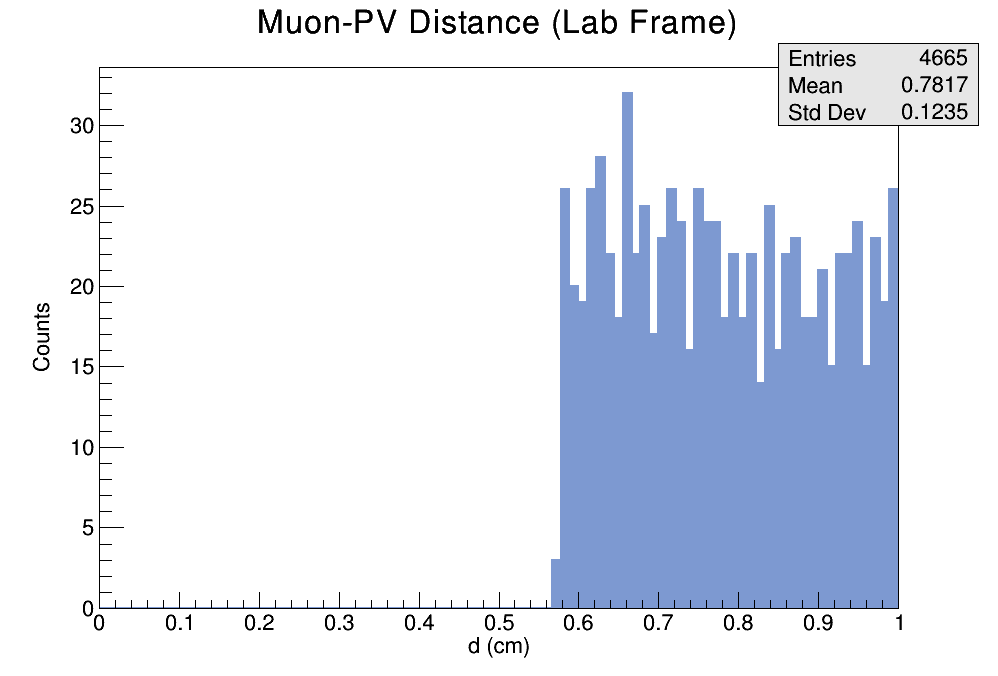 Muon-PV Distance (Lab Frame)
Entries 4665
Mean 0.7817
Std Dev 0.1235
Counts
30
25
20
15
10
5
0
0 0.1 0.2 0.3 0.4 0.5 0.6 0.7 0.8 0.9 1
d (cm)